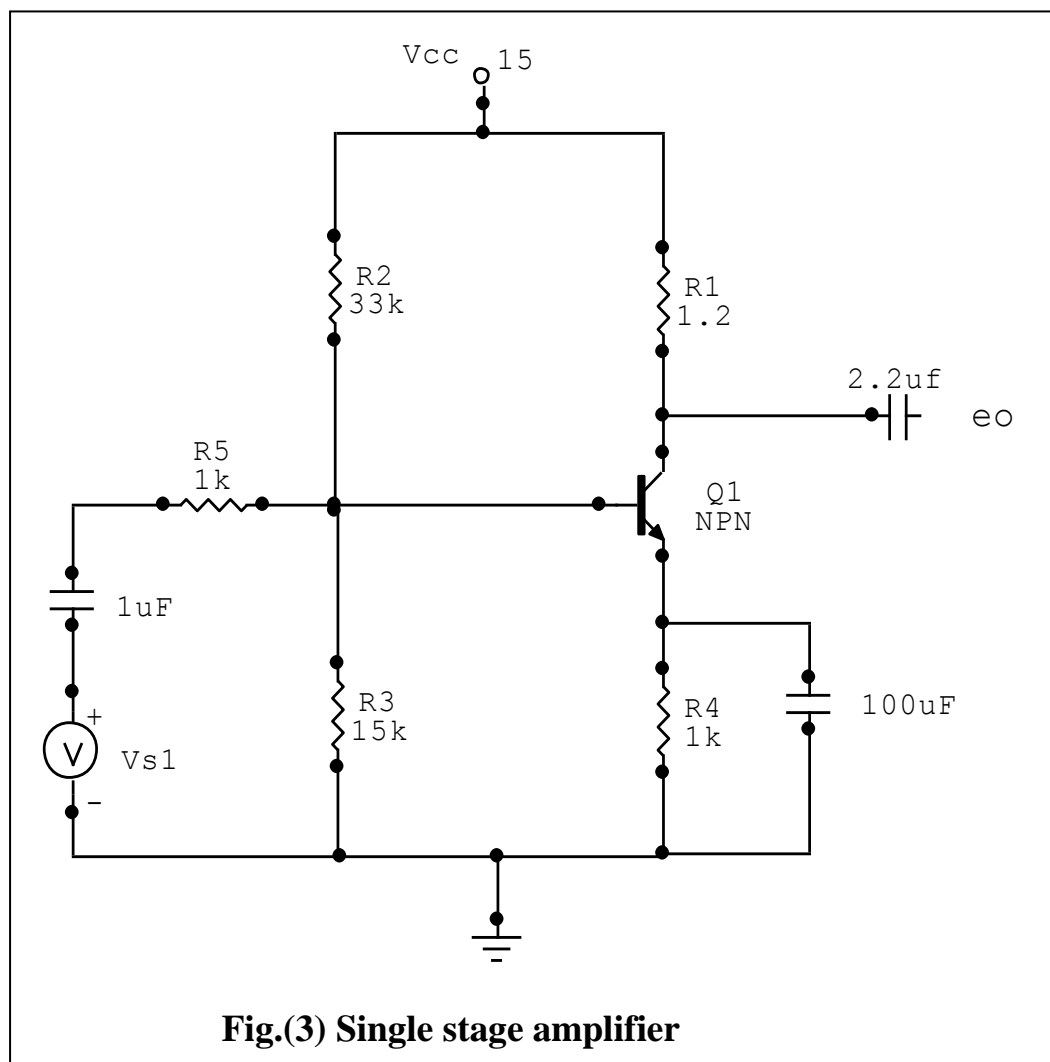 Vcc 15
R2
33k
R1
1.2
2.2uf
eo
R5
1k
Q1
NPN
1uF
R3
15k
R4
1k
100uF
+
V
Vs1
-
Fig.(3) Single stage amplifier